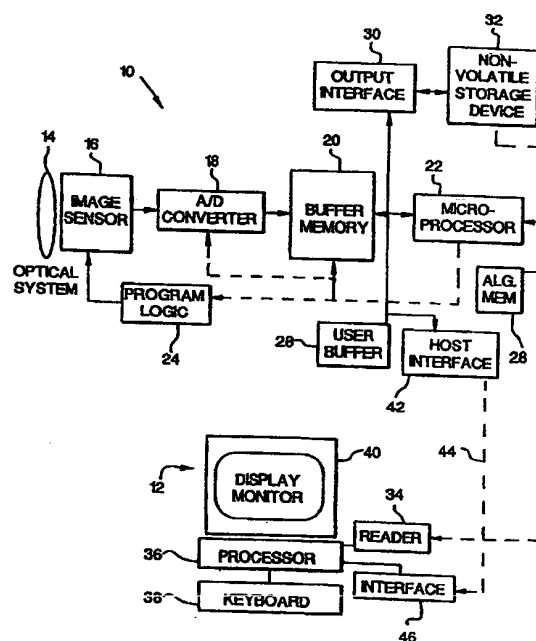 32
30
NON-
VOLATILE
STORAGE
DEVICE
OUTPUT
INTERFACE
10
14
16
18
20
22
IMAGE
SENSOR
A/D
CONVERTER
BUFFER
MEMORY
MICRO-
PROCESSOR
OPTICAL
SYSTEM
PROGRAM
LOGIC
24
ALG.
MEM
28
28
USER
BUFFER
HOST
INTERFACE
42
44
12
40
DISPLAY
MONITOR
34
READER
36
PROCESSOR
INTERFACE
46
38
KEYBOARD